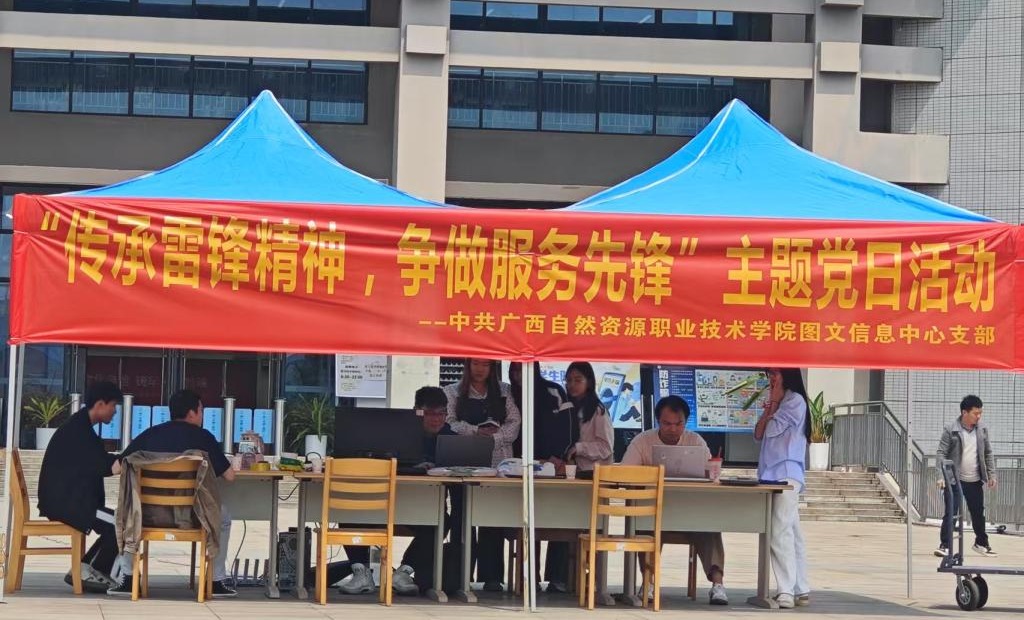 “传承雷锋精神，争做服务先锋”主题党日活动
--中共广西自然资源职业技术学院图文信息中心支部